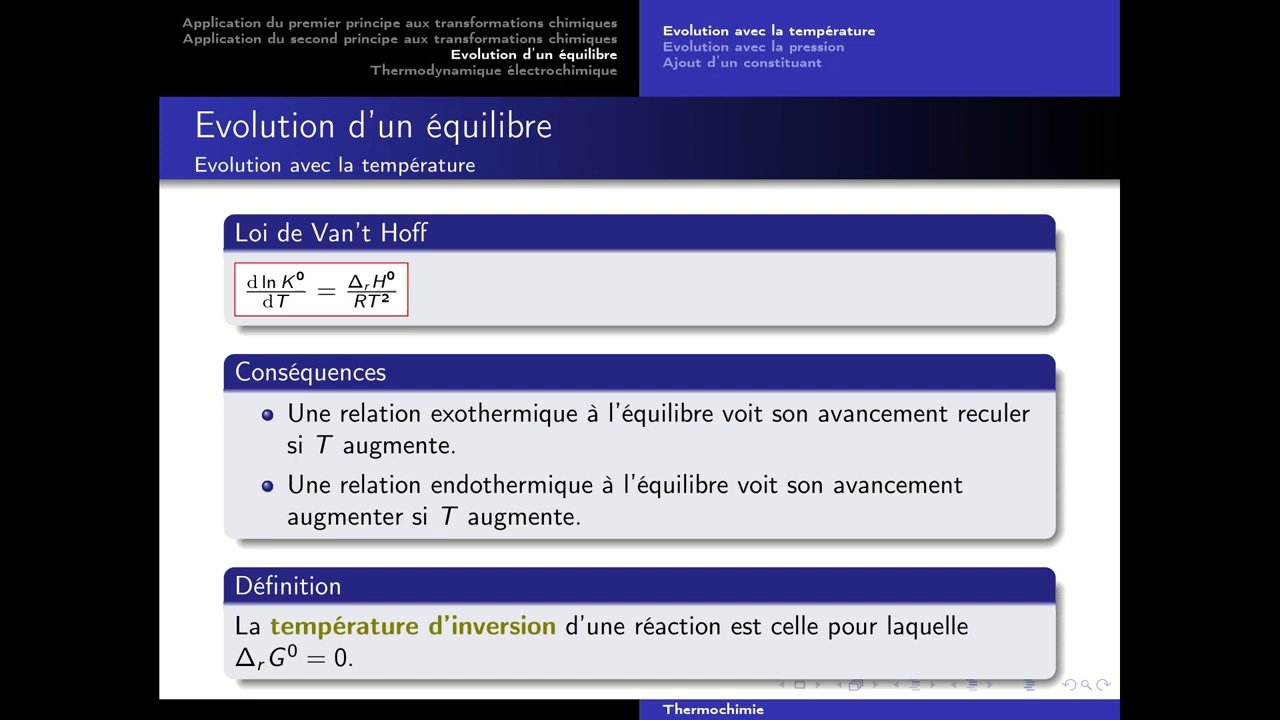 Application du premier principe aux transformations chimiques
Application du second principe aux transformations chimiques
Evolution d'un équilibre
Thermodynamique électrochimique
Evolution avec la température
Evolution avec la pression
Ajout d'un constituant
Evolution d'un équilibre
Evolution avec la température
Loi de Van't Hoff
d ln K⁰ / d T = Δ_r H⁰ / RT²
Conséquences
Une relation exothermique à l'équilibre voit son avancement reculer
si T augmente.
Une relation endothermique à l'équilibre voit son avancement
augmenter si T augmente.
Définition
La température d'inversion d'une réaction est celle pour laquelle
Δ_r G⁰ = 0.
Thermochimie